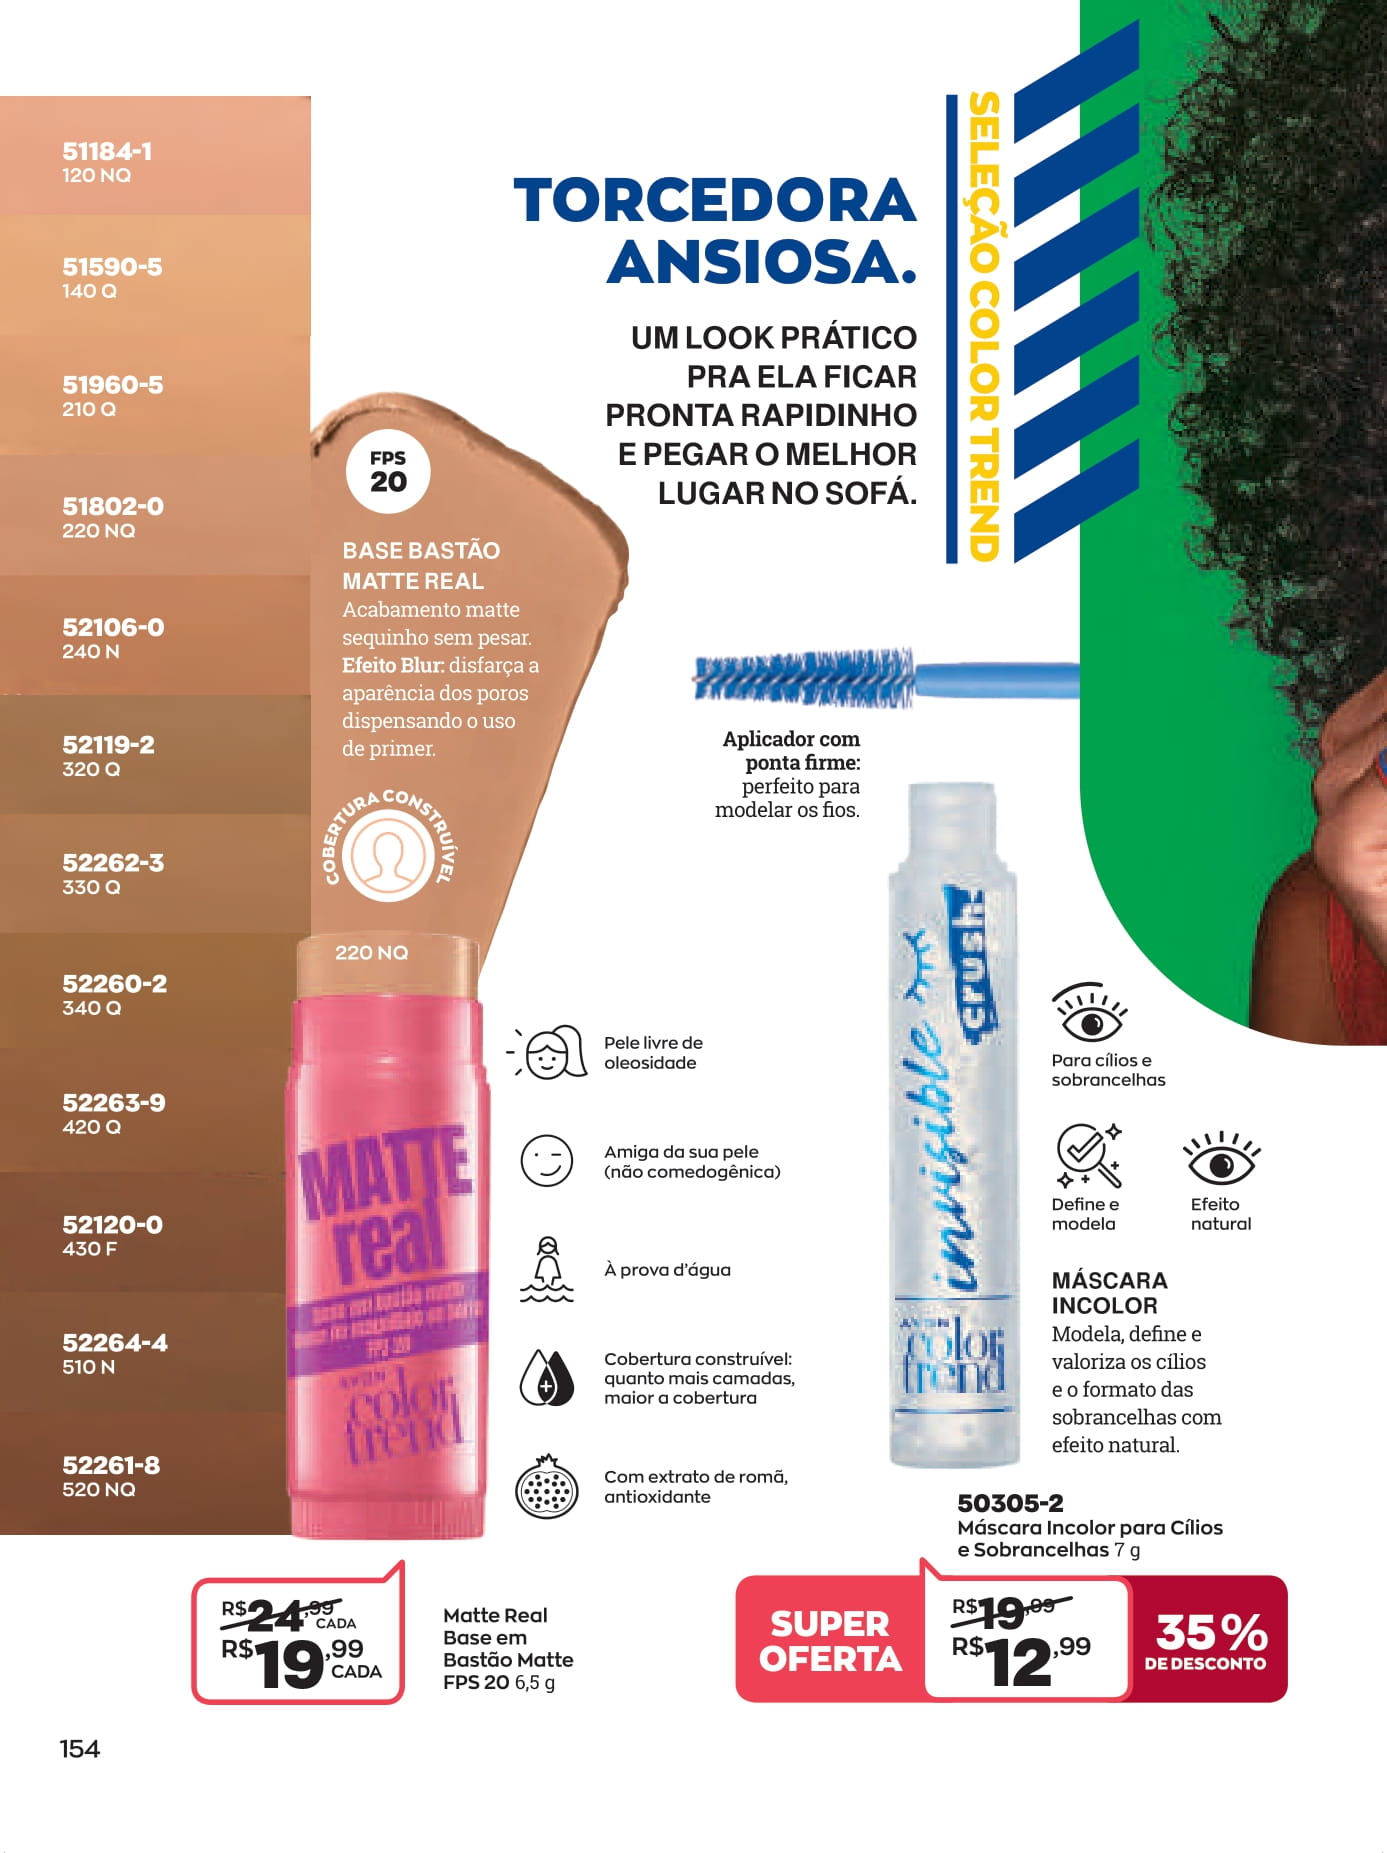 51184-1
120 NQ
51590-5
140 Q
51960-5
210 Q
51802-0
220 NQ
52106-0
240 N
52119-2
320 Q
52262-3
330 Q
52260-2
340 Q
52263-9
420 Q
52120-0
430 F
52264-4
510 N
52261-8
520 NQ
TORCEDORA
ANSIOSA.
UM LOOK PRÁTICO
PRA ELA FICAR
PRONTA RAPIDINHO
E PEGAR O MELHOR
LUGAR NO SOFÁ.
SELEÇÃO COLOR TREND
FPS
20
BASE BASTÃO
MATTE REAL
Acabamento matte
sequinho sem pesar.
Efeito Blur: disfarça a
aparência dos poros
dispensando o uso
de primer.
COBERTURA CONSTRUÍVEL
220 NQ
MATTE
real
FPS 20
AVON
color
trend
Pele livre de
oleosidade
Amiga da sua pele
(não comedogênica)
À prova d'água
Cobertura construível:
quanto mais camadas,
maior a cobertura
Com extrato de romã,
antioxidante
Aplicador com
ponta firme:
perfeito para
modelar os fios.
invisible
crush
AVON
color
trend
Para cílios e
sobrancelhas
Define e
modela
Efeito
natural
MÁSCARA
INCOLOR
Modela, define e
valoriza os cílios
e o formato das
sobrancelhas com
efeito natural.
50305-2
Máscara Incolor para Cílios
e Sobrancelhas 7 g
R$24,99
CADA
R$19,99
CADA
Matte Real
Base em
Bastão Matte
FPS 20 6,5 g
SUPER
OFERTA
R$19,99
R$12,99
35%
DE DESCONTO
154